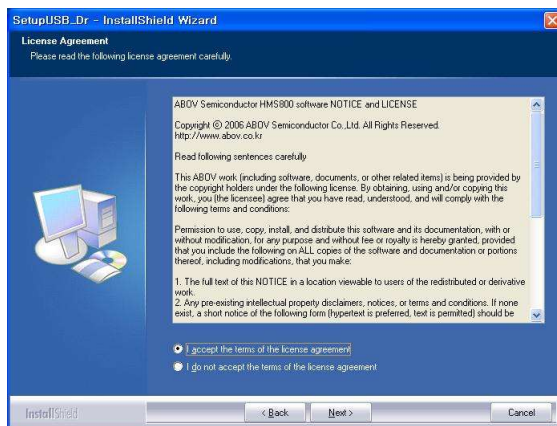 SetupUSB_Dr - InstallShield Wizard
License Agreement
Please read the following license agreement carefully.
ABOV Semiconductor HMS800 software NOTICE and LICENSE
Copyright © 2006 ABOV Semiconductor Co.,Ltd. All Rights Reserved.
http://www.abov.co.kr
Read following sentences carefully
This ABOV work (including software, documents, or other related items) is being provided by
the copyright holders under the following license. By obtaining, using and/or copying this
work, you (the licensee) agree that you have read, understood, and will comply with the
following terms and conditions:
Permission to use, copy, install, and distribute this software and its documentation, with or
without modification, for any purpose and without fee or royalty is hereby granted, provided
that you include the following on ALL copies of the software and documentation or portions
thereof, including modifications, that you make:
1. The full text of this NOTICE in a location viewable to users of the redistributed or derivative
work.
2. Any pre-existing intellectual property disclaimers, notices, or terms and conditions. If none
exist, a short notice of the following form (hypertext is preferred, text is permitted) should be
I accept the terms of the license agreement
I do not accept the terms of the license agreement
InstallShield
< Back
Next >
Cancel